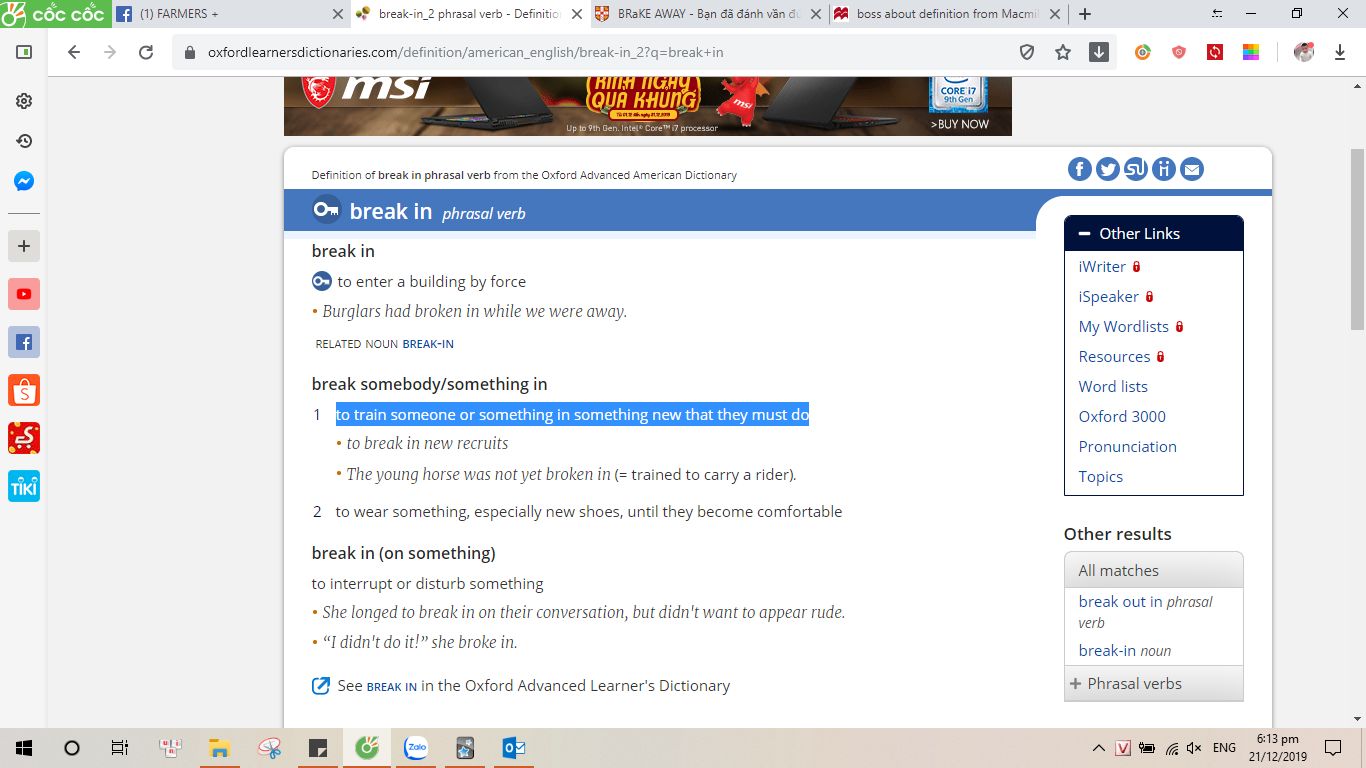 cốc cốc
(1) FARMERS +
break-in_2 phrasal verb - Definitio
BRaKE AWAY - Bạn đã đánh vần đú
boss about definition from Macmil
oxfordlearnersdictionaries.com/definition/american_english/break-in_2?q=break+in
msi
RINH NGAY
QUÀ KHỦNG
msi
Up to 9th Gen. Intel® Core™ i7 processor
CORE i7
9th Gen
>BUY NOW
Definition of break in phrasal verb from the Oxford Advanced American Dictionary
break in phrasal verb
break in
to enter a building by force
• Burglars had broken in while we were away.
RELATED NOUN BREAK-IN
break somebody/something in
1 to train someone or something in something new that they must do
• to break in new recruits
• The young horse was not yet broken in (= trained to carry a rider).
2 to wear something, especially new shoes, until they become comfortable
break in (on something)
to interrupt or disturb something
• She longed to break in on their conversation, but didn't want to appear rude.
• “I didn't do it!” she broke in.
See BREAK IN in the Oxford Advanced Learner's Dictionary
Other Links
iWriter
iSpeaker
My Wordlists
Resources
Word lists
Oxford 3000
Pronunciation
Topics
Other results
All matches
break out in phrasal
verb
break-in noun
+ Phrasal verbs
TIKI
Zalo
V
ENG
6:13 pm
21/12/2019